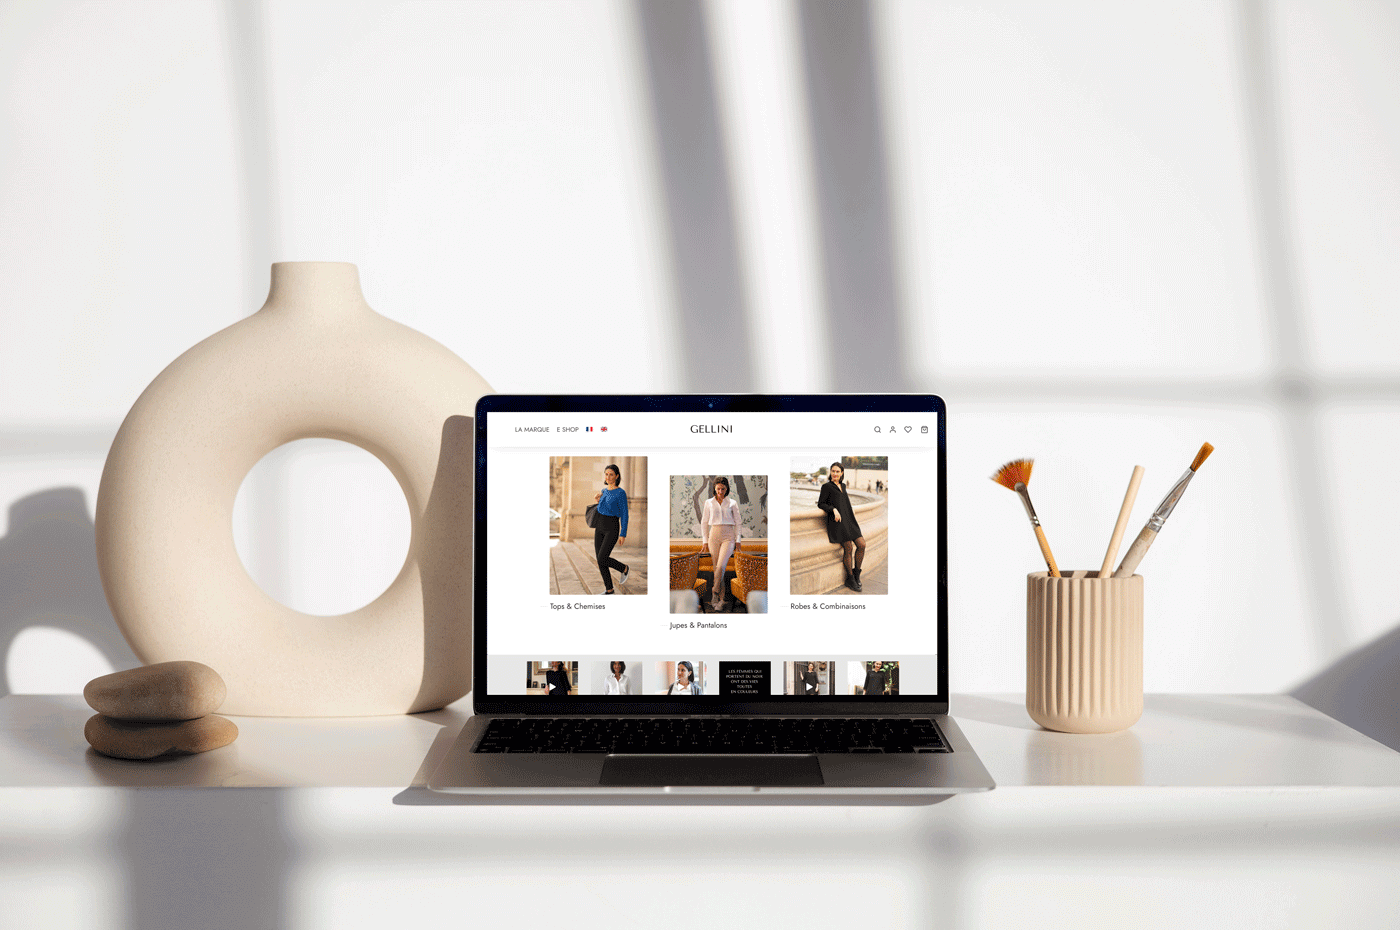 LA MARQUE E SHOP
GELLINI
Tops & Chemises
Jupes & Pantalons
Robes & Combinaisons
LES FEMMES QUI
PORTENT DU NOIR
ONT DES VIES
TOUTES
EN COULEURS